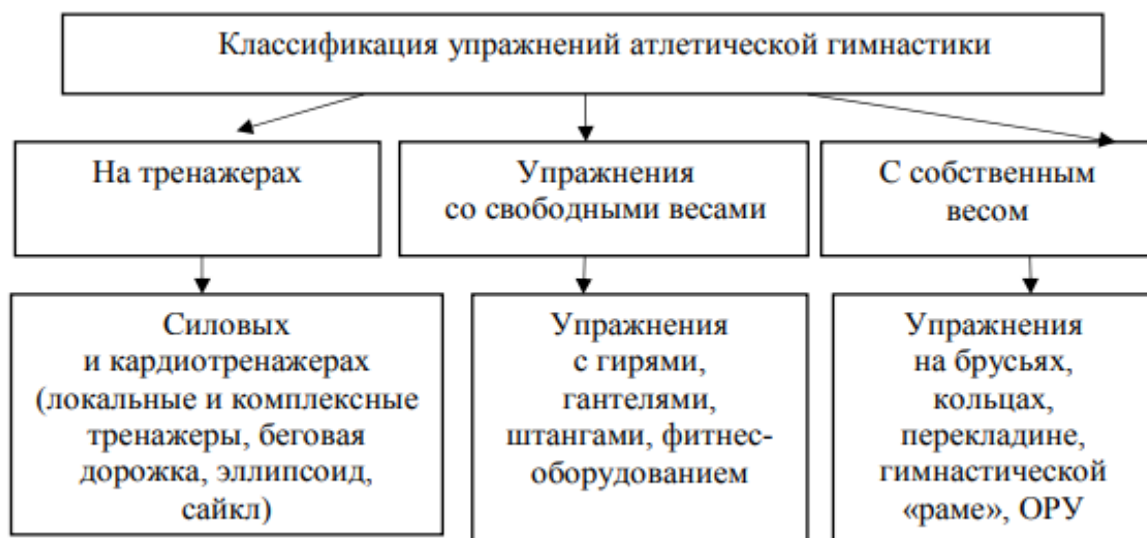 Классификация упражнений атлетической гимнастики
На тренажерах
Упражнения
со свободными весами
С собственным
весом
Силовых
и кардиотренажерах
(локальные и комплексные
тренажеры, беговая
дорожка, эллипсоид,
сайкл)
Упражнения
с гирями,
гантелями,
штангами, фитнес-
оборудованием
Упражнения
на брусьях,
кольцах,
перекладине,
гимнастической
«раме», ОРУ